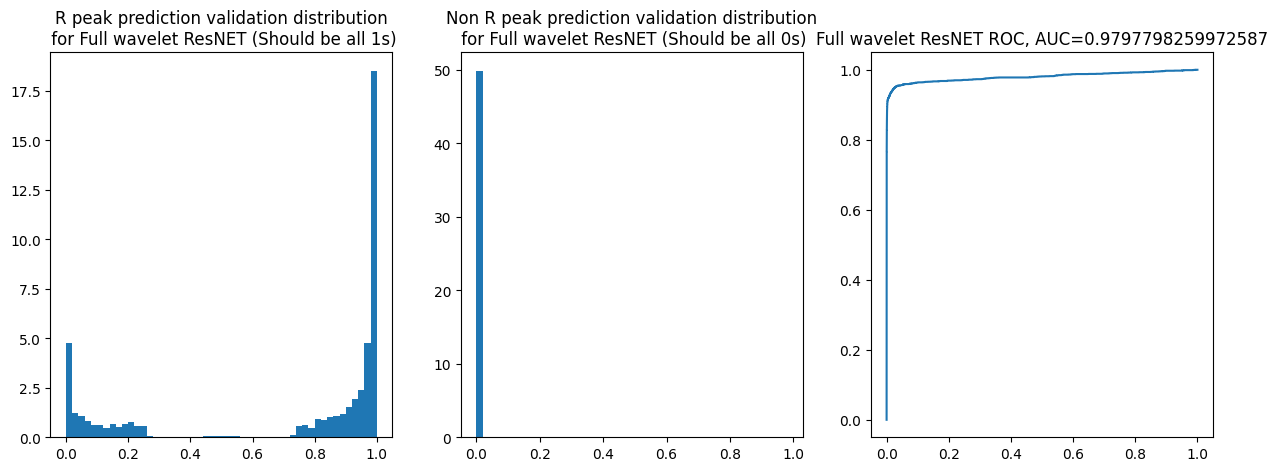 R peak prediction validation distribution
for Full wavelet ResNET (Should be all 1s)
17.5
15.0
12.5
10.0
7.5
5.0
2.5
0.0
0.0 0.2 0.4 0.6 0.8 1.0
Non R peak prediction validation distribution
for Full wavelet ResNET (Should be all 0s)
50
40
30
20
10
0
0.0 0.2 0.4 0.6 0.8 1.0
Full wavelet ResNET ROC, AUC=0.9797798259972587
1.0
0.8
0.6
0.4
0.2
0.0
0.0 0.2 0.4 0.6 0.8 1.0